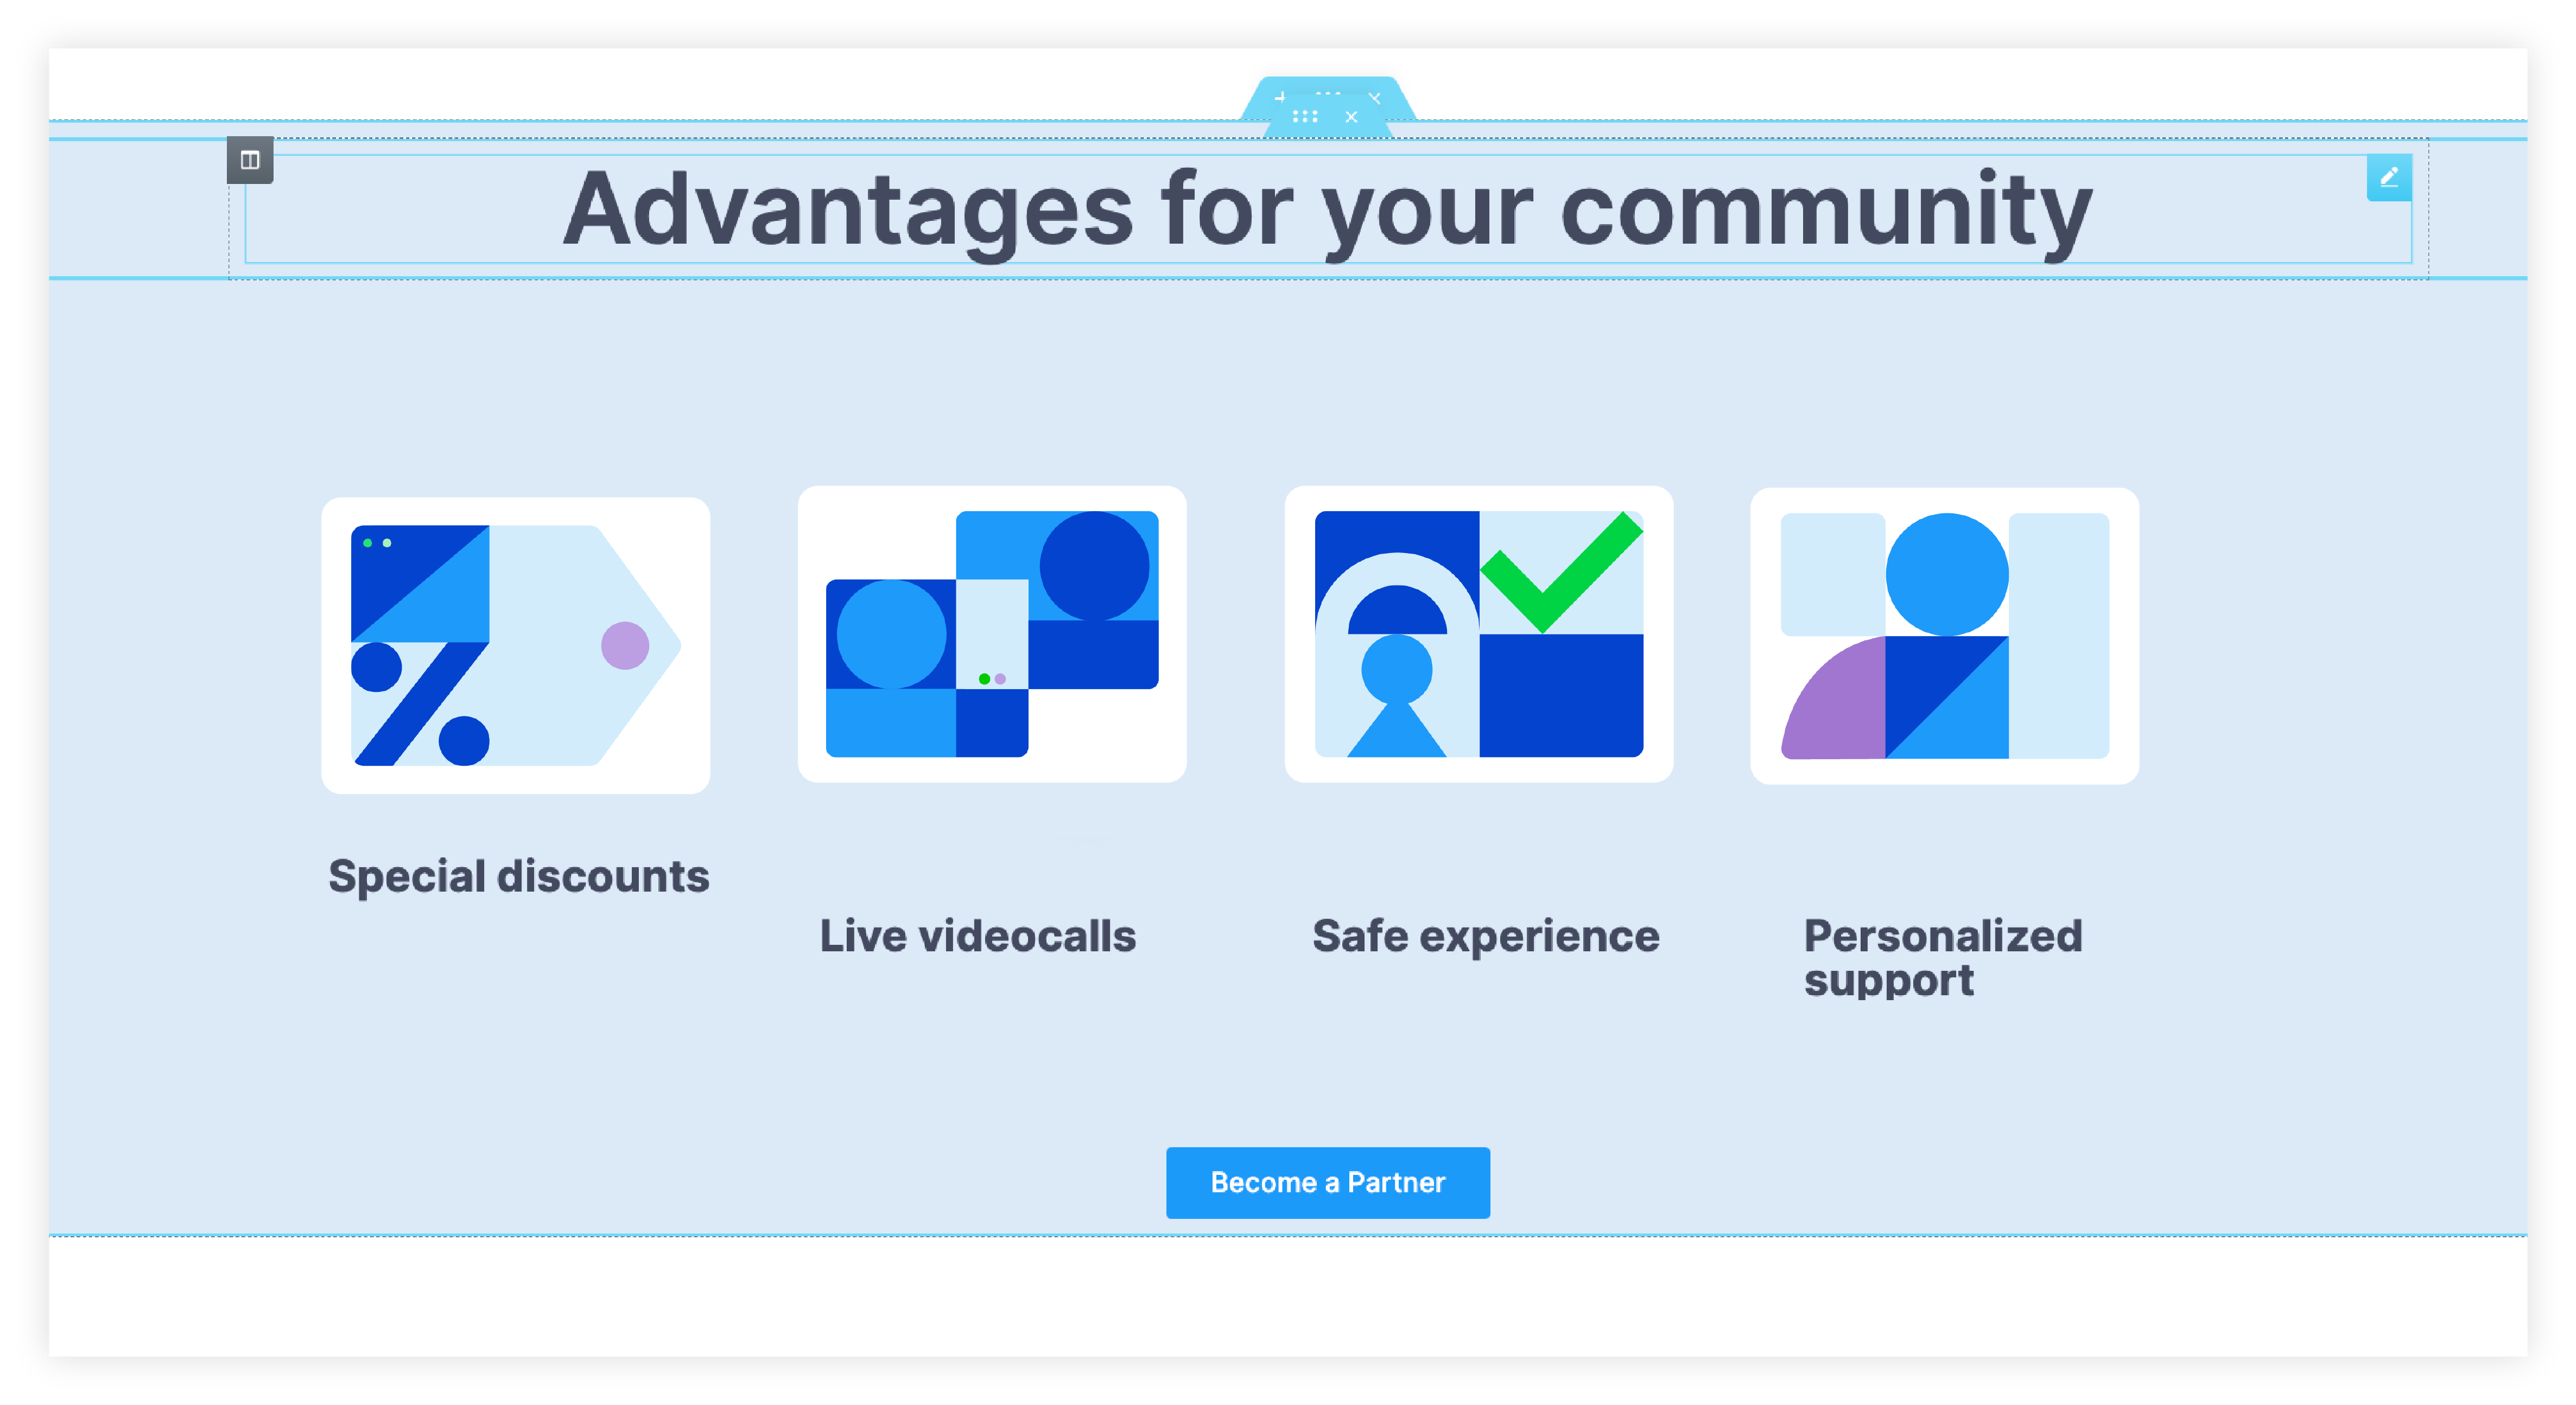 Advantages for your community
Special discounts
Live videocalls
Safe experience
Personalized
support
Become a Partner